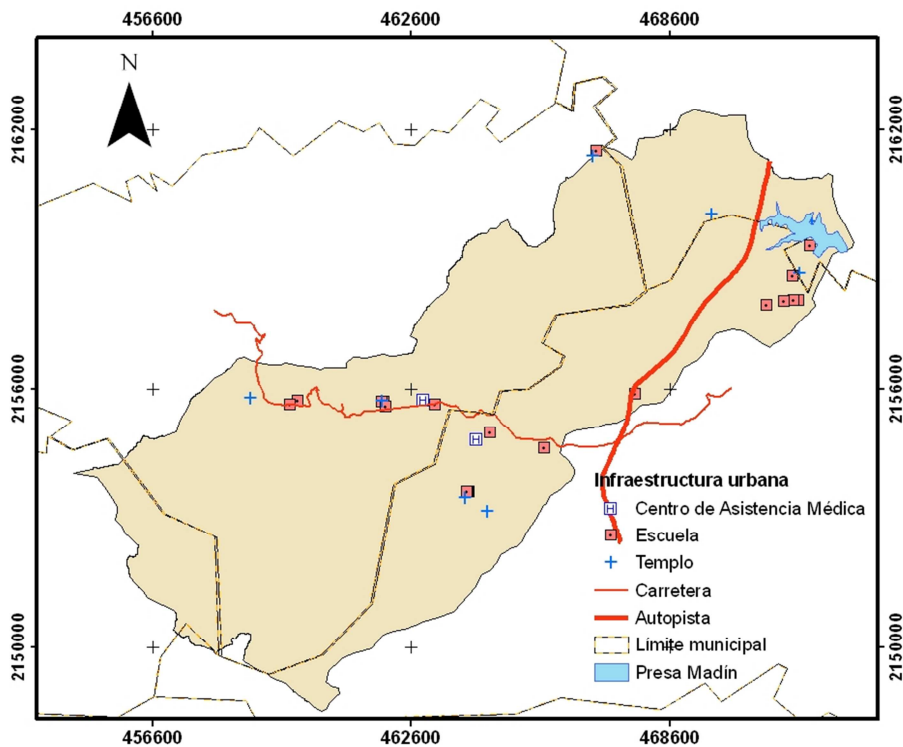 456600 462600 468600
N
2162000 2162000
2156000 2156000
Infraestructura urbana
H Centro de Asistencia Médica
Escuela
Templo
Carretera
Autopista
Límite municipal
Presa Madín
2150000 2150000
H
H
456600 462600 468600